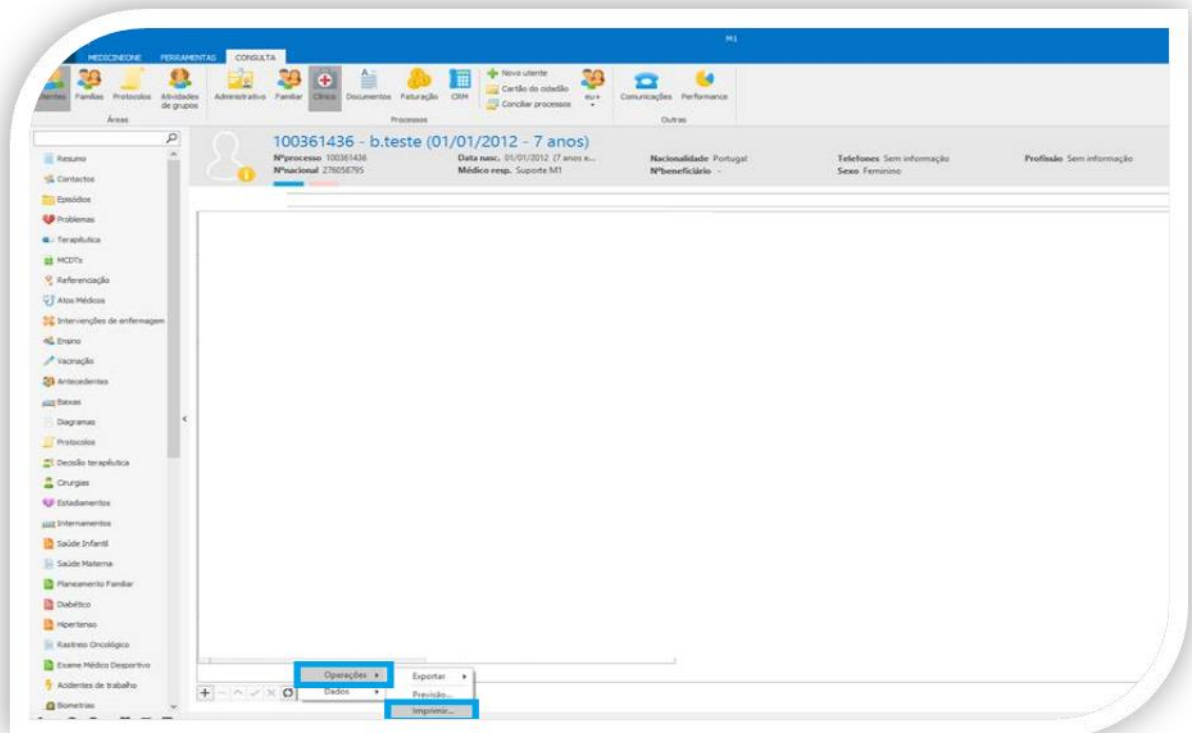 M1
MEDICINEONE FERRAMENTAS CONSULTA
Famílias Protocolos Atividades de grupos
Administrativo Familiar Clínico Documentos Faturação CRM
Novo utente
Cartão do cidadão
Conciliar processos
eu+
Comunicações Performance
Áreas Processos Outras
100361436 - b.teste (01/01/2012 - 7 anos)
Nºprocesso 100361436 Data nasc. 01/01/2012 (7 anos e... Nacionalidade Portugal Telefones Sem informação Profissão Sem informação
Nºnacional 276056795 Médico resp. Suporte M1 Nºbeneficiário - Sexo Feminino
Resumo
Contactos
Episódios
Problemas
Terapêutica
MCDTs
Referenciação
Atos Médicos
Intervenções de enfermagem
Ensino
Vacinação
Antecedentes
Baixas
Diagramas
Protocolos
Decisão terapêutica
Cirurgias
Estadiamentos
Internamentos
Saúde Infantil
Saúde Materna
Planeamento Familiar
Diabético
Hipertenso
Rastreio Oncológico
Exame Médico Desportivo
Acidentes de trabalho
Biometrias
Operações
Dados
Exportar
Previsão...
Imprimir...